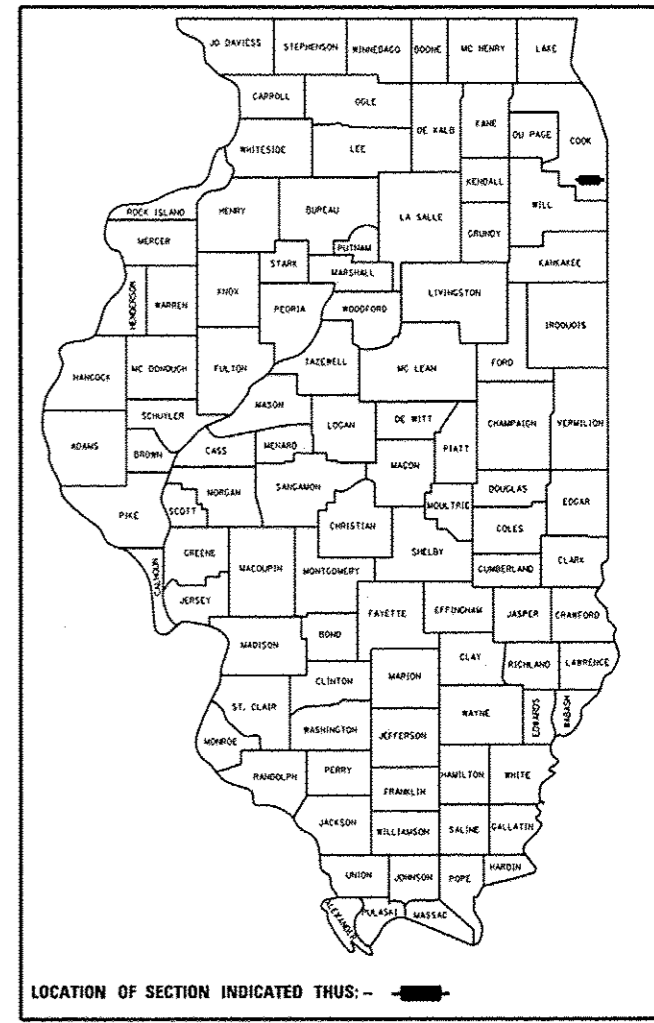 JO DAVIESS STEPHENSON WINNEBAGO BOONE MC HENRY LAKE
CARROLL OGLE DE KALB KANE DU PAGE COOK
WHITESIDE LEE KENDALL WILL
ROCK ISLAND HENRY BUREAU LA SALLE GRUNDY
MERCER STARK PUTNAM MARSHALL KANKAKEE
HENDERSON WARREN KNOX PEORIA WOODFORD LIVINGSTON IROQUOIS
HANCOCK MC DONOUGH FULTON TAZEWELL MC LEAN FORD
SCHUYLER MASON LOGAN DE WITT CHAMPAIGN VERMILION
ADAMS BROWN CASS MENARD MACON PIATT
PIKE SCOTT MORGAN SANGAMON CHRISTIAN MOULTRIE DOUGLAS EDGAR
COLES
CALHOUN GREENE MACOUPIN MONTGOMERY SHELBY CUMBERLAND CLARK
JERSEY FAYETTE EFFINGHAM JASPER CRAWFORD
MADISON BOND CLAY RICHLAND LAWRENCE
CLINTON MARION
ST. CLAIR WAYNE EDWARDS WABASH
MONROE WASHINGTON JEFFERSON
RANDOLPH PERRY HAMILTON WHITE
FRANKLIN
JACKSON WILLIAMSON SALINE GALLATIN
UNION JOHNSON POPE HARDIN
ALEXANDER PULASKI MASSAC
LOCATION OF SECTION INDICATED THUS: -